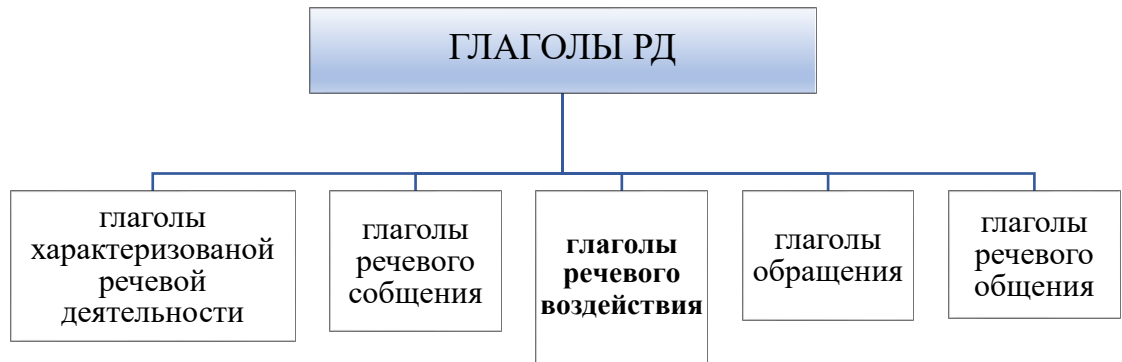 ГЛАГОЛЫ РД
глаголы
характеризованой
речевой
деятельности
глаголы
речевого
собщения
глаголы
речевого
воздействия
глаголы
обращения
глаголы
речевого
общения